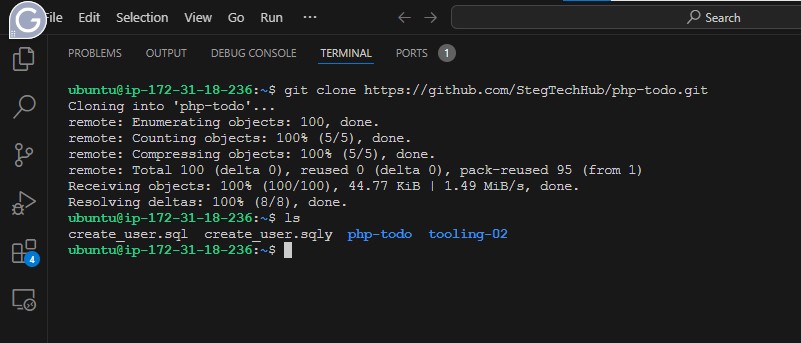 File Edit Selection View Go Run ··· Search
PROBLEMS OUTPUT DEBUG CONSOLE TERMINAL PORTS 1
ubuntu@ip-172-31-18-236:~$ git clone https://github.com/StegTechHub/php-todo.git
Cloning into 'php-todo'...
remote: Enumerating objects: 100, done.
remote: Counting objects: 100% (5/5), done.
remote: Compressing objects: 100% (5/5), done.
remote: Total 100 (delta 0), reused 0 (delta 0), pack-reused 95 (from 1)
Receiving objects: 100% (100/100), 44.77 KiB | 1.49 MiB/s, done.
Resolving deltas: 100% (8/8), done.
ubuntu@ip-172-31-18-236:~$ ls
create_user.sql create_user.sqly php-todo tooling-02
ubuntu@ip-172-31-18-236:~$
4